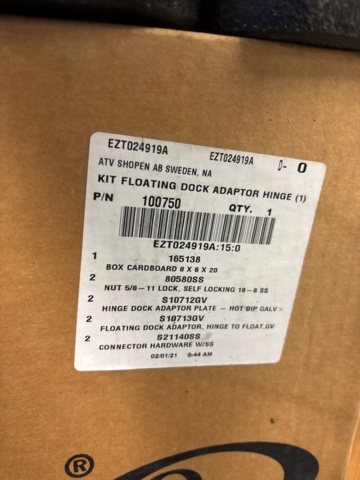 EZT024919A EZT024919A D- 0
ATV SHOPEN AB SWEDEN, NA
KIT FLOATING DOCK ADAPTOR HINGE (1)
P/N 100750 QTY. 1
EZT024919A:15:0
1 165138
BOX CARDBOARD 8 X 6 X 20
2 80580SS
NUT 5/8-11 LOCK, SELF LOCKING 18-8 SS
2 S10712GV
HINGE DOCK ADAPTOR PLATE - HOT DIP GALV >
2 S10713GV
FLOATING DOCK ADAPTOR, HINGE TO FLOAT,GV
2 S21140SS
CONNECTOR HARDWARE W/SS
02/01/21 9:44 AM
®